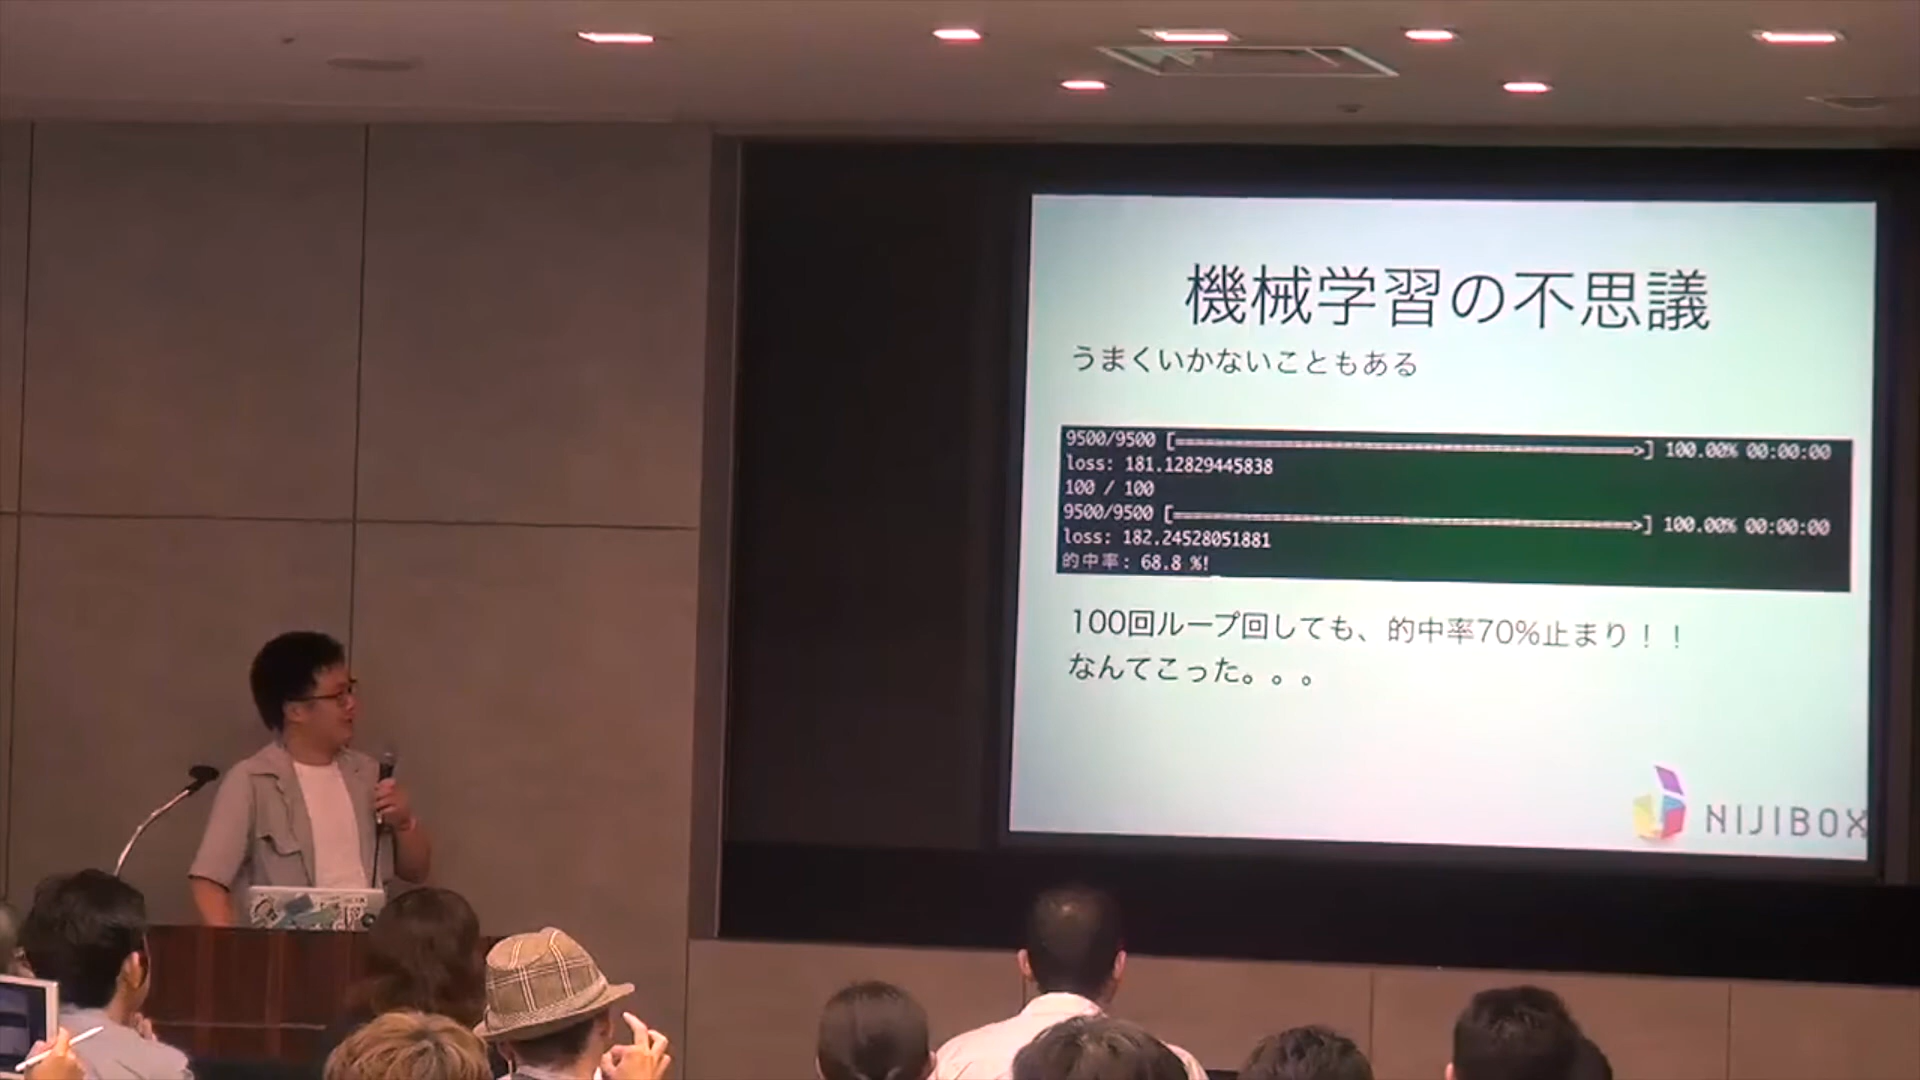 機械学習の不思議
うまくいかないこともある
9500/9500 [==================================================>] 100.00% 00:00:00
loss: 181.12829445838
100 / 100
9500/9500 [==================================================>] 100.00% 00:00:00
loss: 182.24528051881
的中率: 68.8 %!
100回ループ回しても、的中率70%止まり！！
なんてこった。。。
NIJIBOX